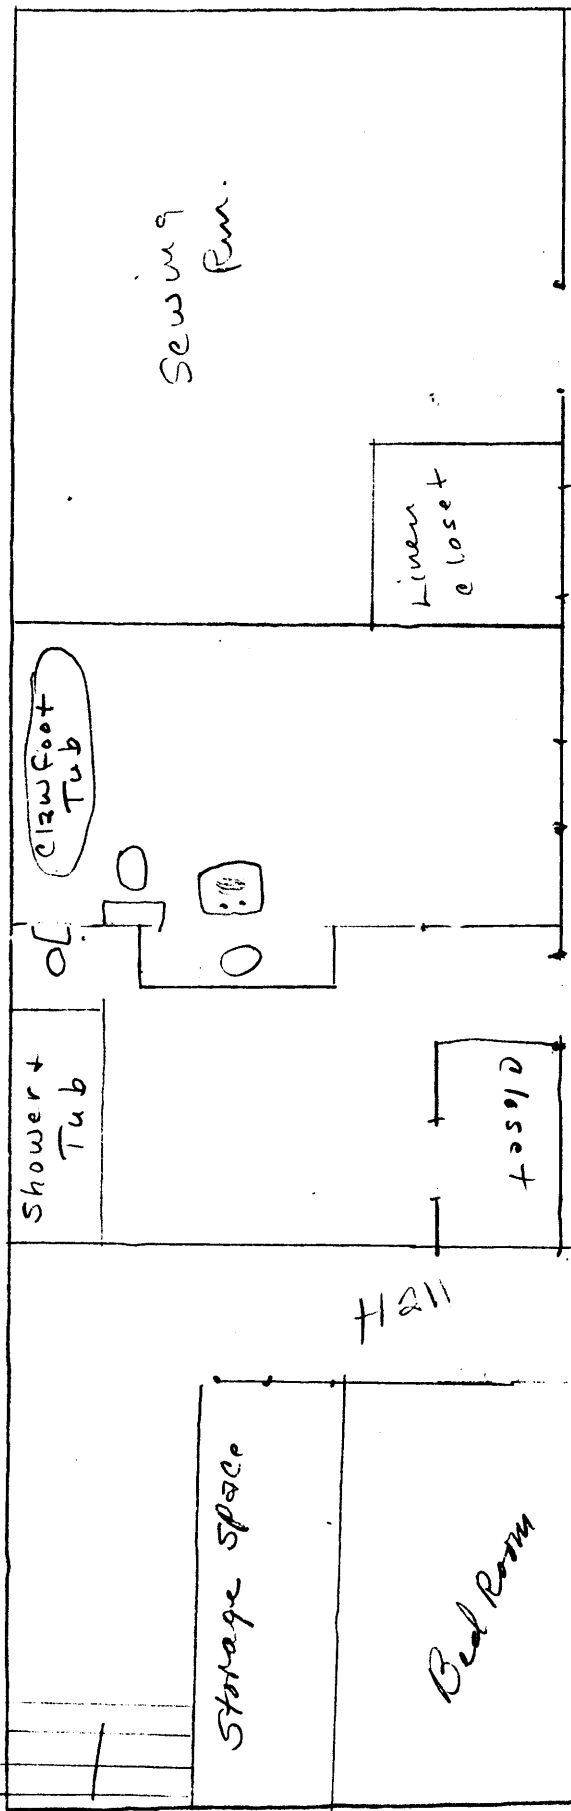 Sewing
Rm.
Linen
closet
Clawfoot
Tub
Shower +
Tub
Closet
Hall
Storage Space
Bed Room